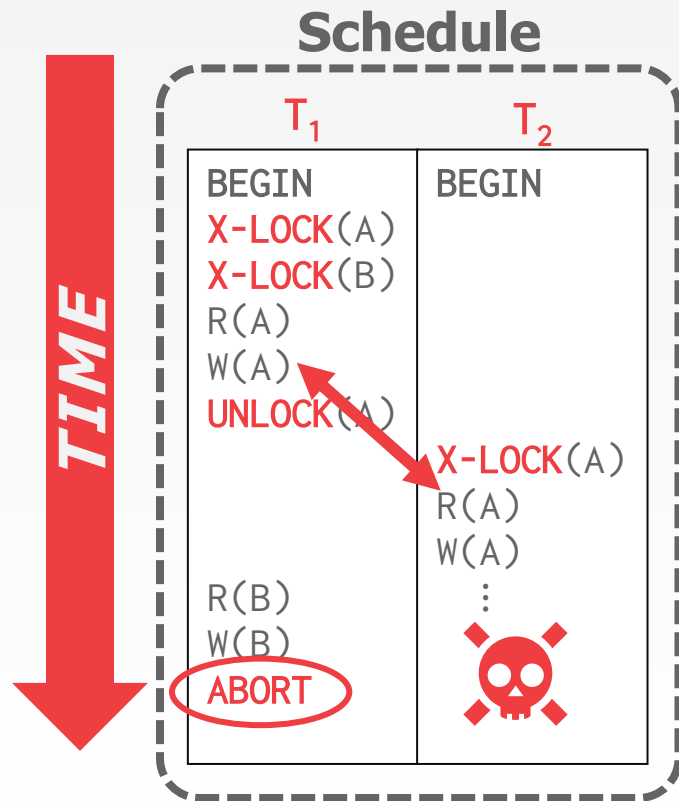 Schedule
TIME
T₁ T₂
BEGIN BEGIN
X-LOCK(A)
X-LOCK(B)
R(A)
W(A)
UNLOCK(A)
X-LOCK(A)
R(A)
W(A)
⋮
R(B)
W(B)
ABORT